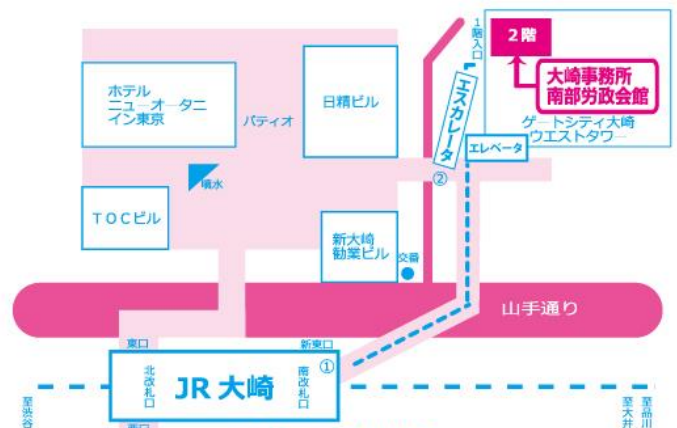 1階入口
2階
大崎事務所
南部労政会館
ゲートシティ大崎
ウエストタワー
エスカレータ
エレベータ
②
ホテル
ニューオータニ
イン東京
パティオ
日精ビル
噴水
TOCビル
新大崎
勧業ビル
交番
山手通り
東口
新東口
①
北改札口
JR 大崎
南改札口
至渋谷
至品川
至大井
西口